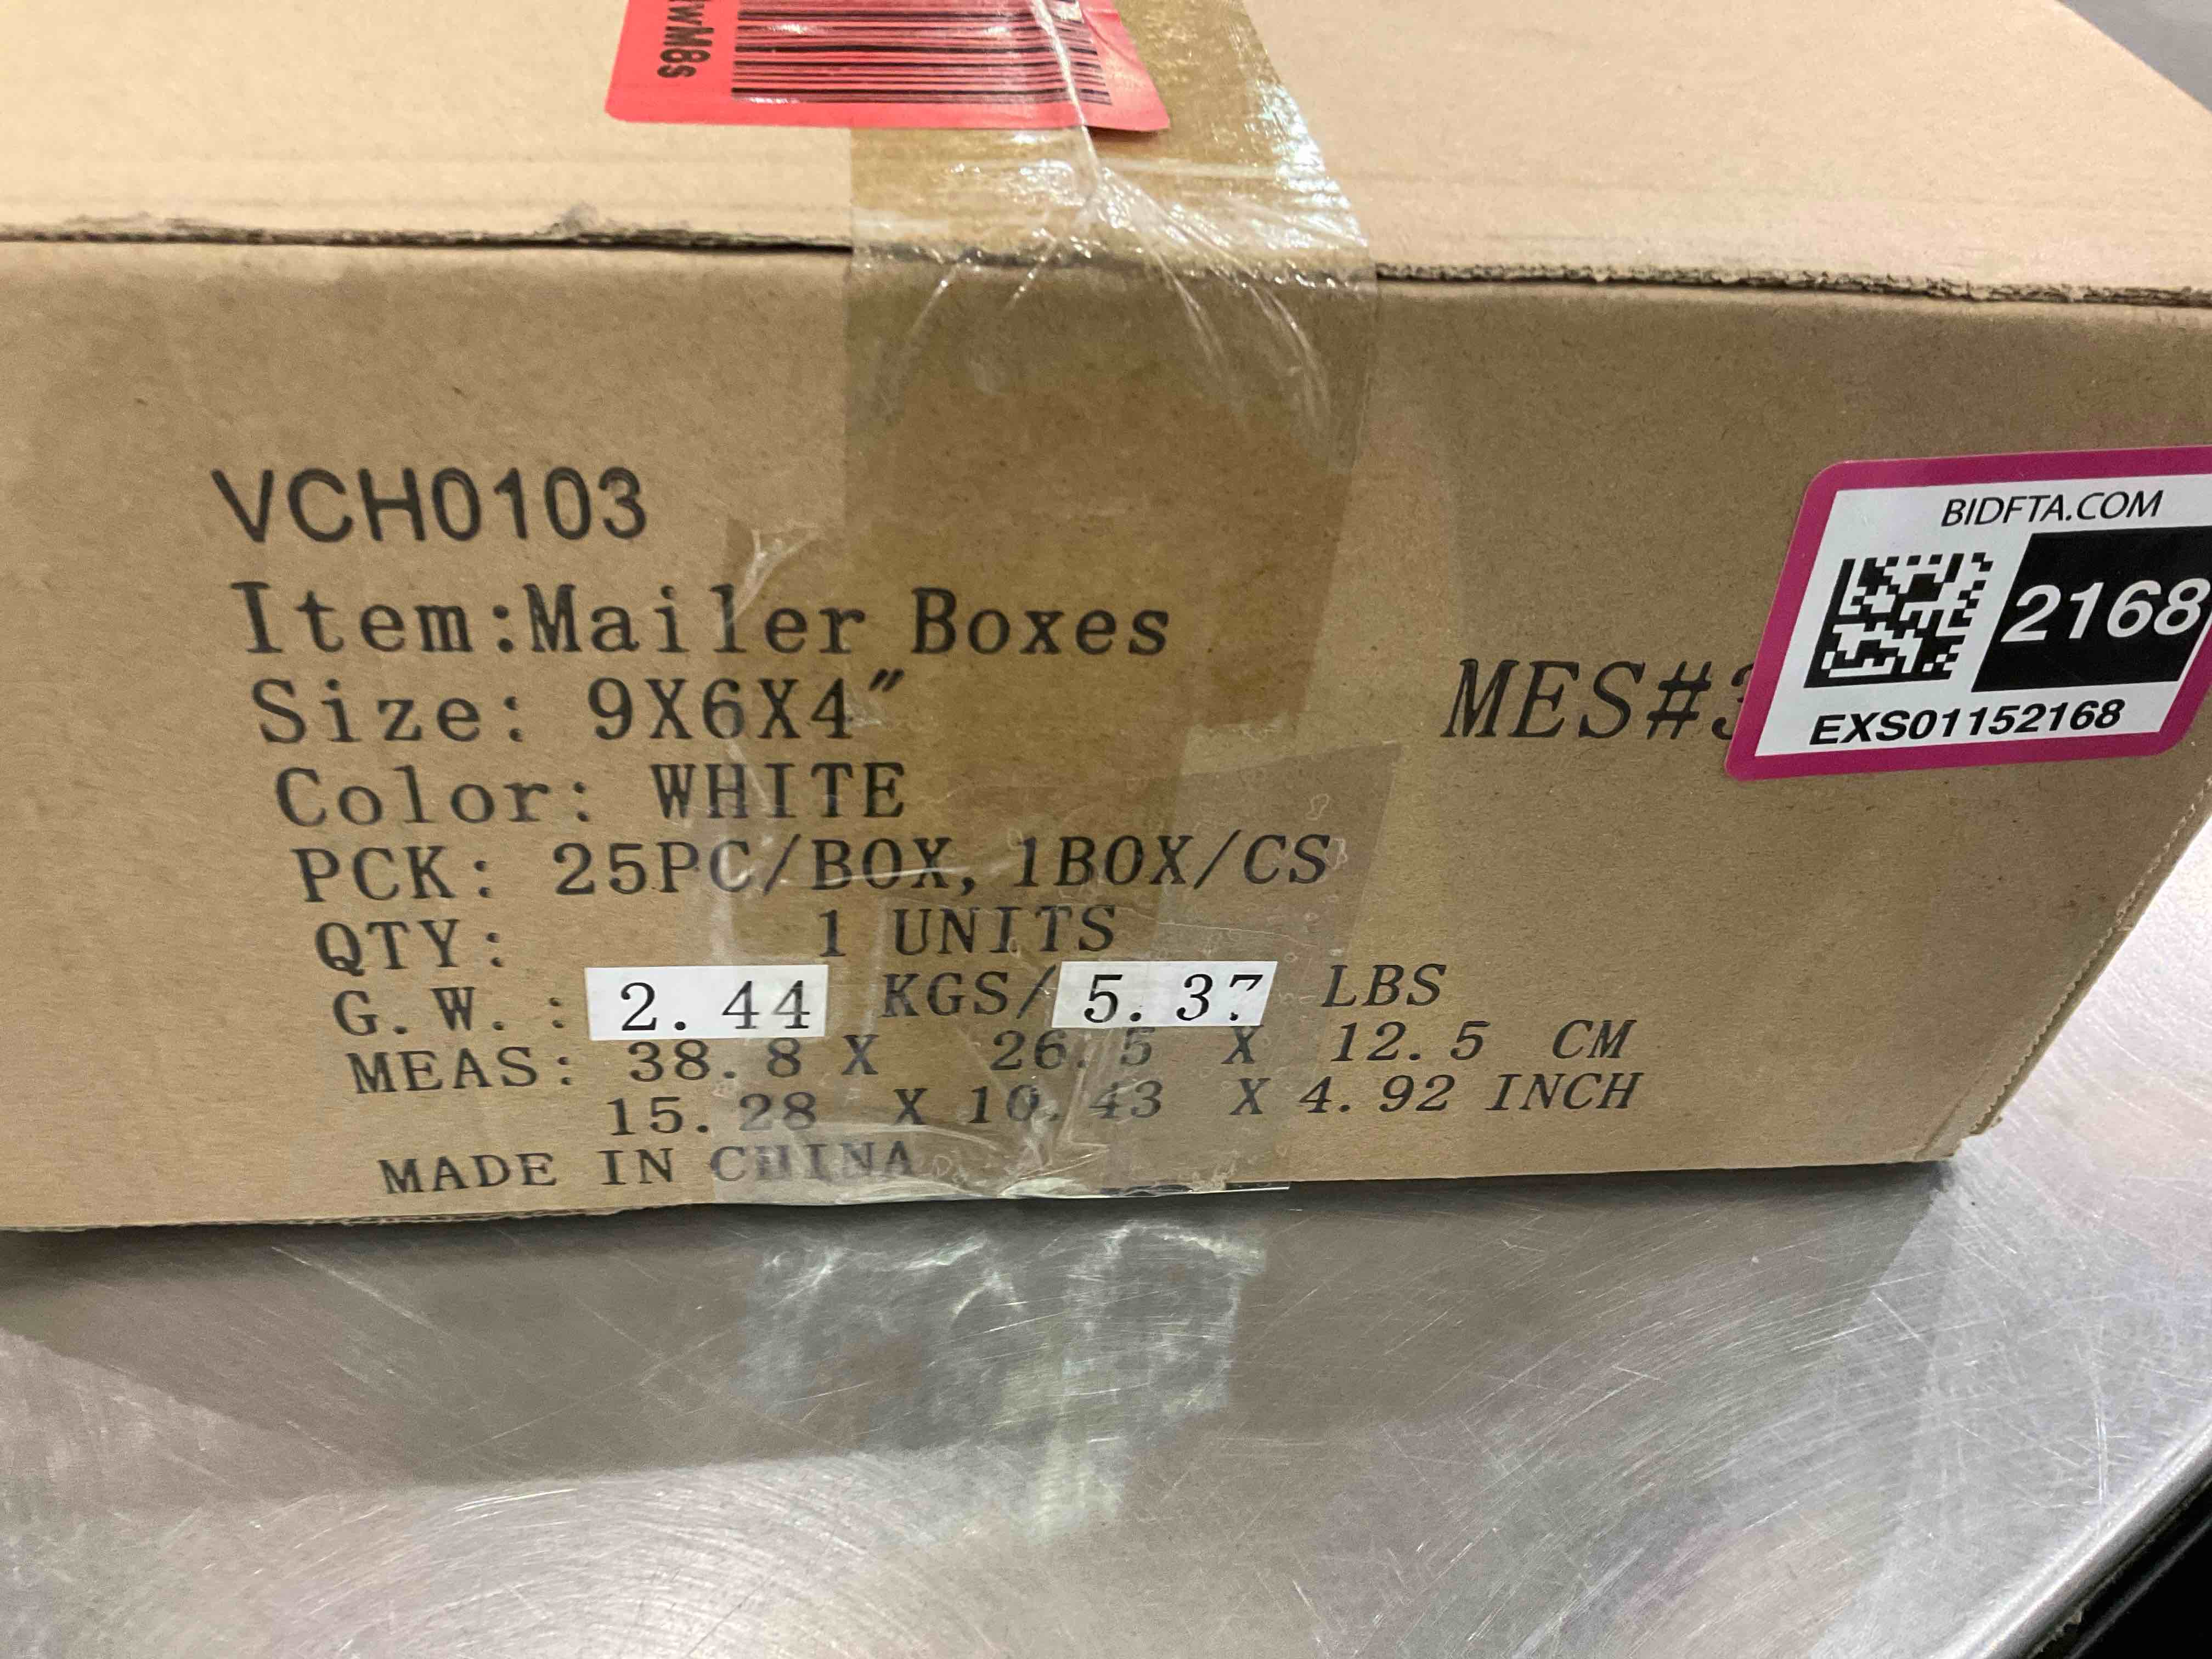 VCH0103
Item:Mailer Boxes
Size: 9X6X4"
Color: WHITE
PCK: 25PC/BOX, 1BOX/CS
QTY: 1 UNITS
G. W. : 2. 44 KGS/ 5. 37 LBS
MEAS: 38. 8 X 26. 5 X 12. 5 CM
15. 28 X 10. 43 X 4. 92 INCH
MADE IN CHINA
MES#3
BIDFTA.COM
2168
EXS01152168